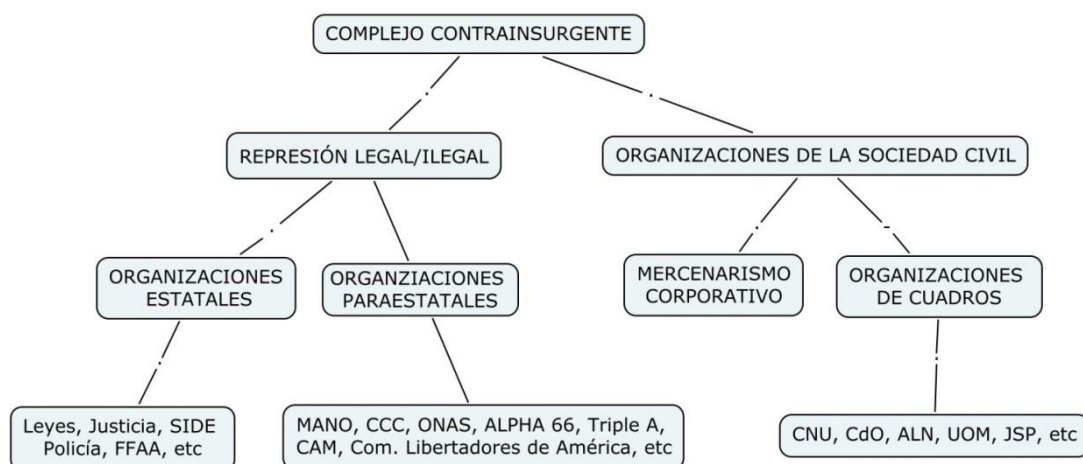 COMPLEJO CONTRAINSURGENTE
REPRESIÓN LEGAL/ILEGAL
ORGANIZACIONES DE LA SOCIEDAD CIVIL
ORGANIZACIONES
ESTATALES
ORGANZIACIONES
PARAESTATALES
MERCENARISMO
CORPORATIVO
ORGANIZACIONES
DE CUADROS
Leyes, Justicia, SIDE
Policía, FFAA, etc
MANO, CCC, ONAS, ALPHA 66, Triple A,
CAM, Com. Libertadores de América, etc
CNU, CdO, ALN, UOM, JSP, etc